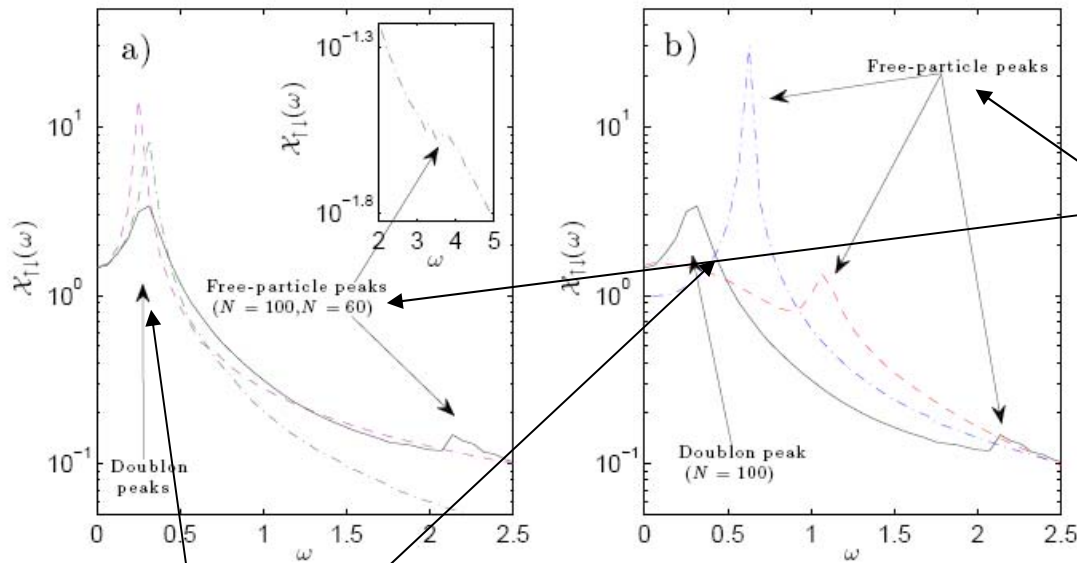 a)
10^1
10^0
10^{-1}
χ↑↓(ω)
0 0.5 1 1.5 2 2.5
ω
10^{-1.3}
10^{-1.8}
χ↑↓(ω)
2 3 4 5
ω
Free-particle peaks
(N = 100, N = 60)
Doublon
peaks
b)
10^1
10^0
10^{-1}
χ↑↓(ω)
0 0.5 1 1.5 2 2.5
ω
Free-particle peaks
Doublon peak
(N = 100)